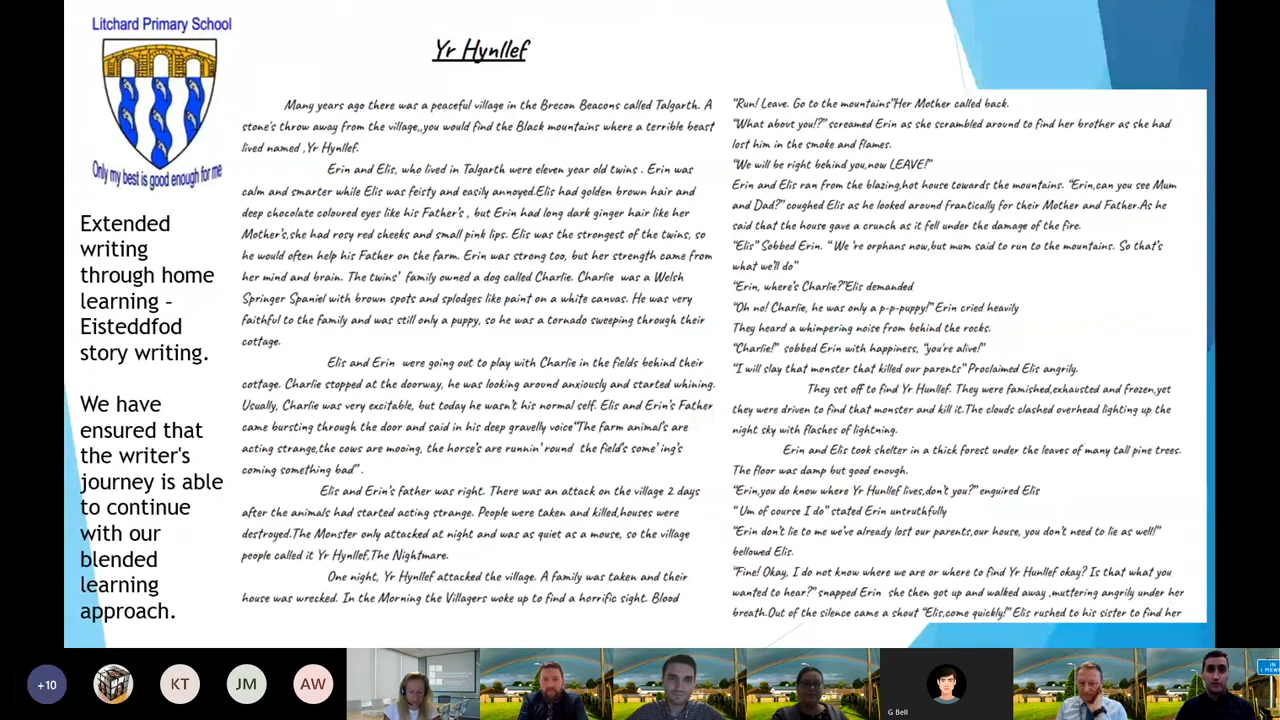 Litchard Primary School
Only my best is good enough for me
Extended
writing
through home
learning –
Eisteddfod
story writing.
We have
ensured that
the writer's
journey is able
to continue
with our
blended
learning
approach.
Yr Hynllef
Many years ago there was a peaceful village in the Brecon Beacons called Talgarth. A
stone's throw away from the village,,you would find the Black mountains where a terrible beast
lived named ,Yr Hynllef.
Erin and Elis, who lived in Talgarth were eleven year old twins . Erin was
calm and smarter while Elis was feisty and easily annoyed.Elis had golden brown hair and
deep chocolate coloured eyes like his Father's , but Erin had long dark ginger hair like her
Mother's,she had rosy red cheeks and small pink lips. Elis was the strongest of the twins, so
he would often help his Father on the farm. Erin was strong too, but her strength came from
her mind and brain. The twins' family owned a dog called Charlie. Charlie was a Welsh
Springer Spaniel with brown spots and splodges like paint on a white canvas. He was very
faithful to the family and was still only a puppy, so he was a tornado sweeping through their
cottage.
Elis and Erin were going out to play with Charlie in the fields behind their
cottage. Charlie stopped at the doorway, he was looking around anxiously and started whining.
Usually, Charlie was very excitable, but today he wasn't his normal self. Elis and Erin's Father
came bursting through the door and said in his deep gravelly voice"The farm animal's are
acting strange,the cows are mooing, the horse's are runnin' round the field's some' ing's
coming something bad" .
Elis and Erin's father was right. There was an attack on the village 2 days
after the animals had started acting strange. People were taken and killed,houses were
destroyed.The Monster only attacked at night and was as quiet as a mouse, so the village
people called it Yr Hynllef,The Nightmare.
One night, Yr Hynllef attacked the village. A family was taken and their
house was wrecked. In the Morning the Villagers woke up to find a horrific sight. Blood
"Run! Leave. Go to the mountains"Her Mother called back.
"What about you!?" screamed Erin as she scrambled around to find her brother as she had
lost him in the smoke and flames.
"We will be right behind you,now LEAVE!"
Erin and Elis ran from the blazing,hot house towards the mountains. "Erin,can you see Mum
and Dad?" coughed Elis as he looked around frantically for their Mother and Father.As he
said that the house gave a crunch as it fell under the damage of the fire.
"Elis" Sobbed Erin. " We 're orphans now,but mum said to run to the mountains. So that's
what we'll do"
"Erin, where's Charlie?"Elis demanded
"Oh no! Charlie, he was only a p-p-puppy!" Erin cried heavily
They heard a whimpering noise from behind the rocks.
"Charlie!" sobbed Erin with happiness, "you're alive!"
"I will slay that monster that killed our parents" Proclaimed Elis angrily.
They set off to find Yr Hunllef. They were famished,exhausted and frozen,yet
they were driven to find that monster and kill it.The clouds clashed overhead lighting up the
night sky with flashes of lightning.
Erin and Elis took shelter in a thick forest under the leaves of many tall pine trees.
The floor was damp but good enough.
"Erin,you do know where Yr Hunllef lives,don't you?" enquired Elis
" Um of course I do" stated Erin untruthfully
"Erin don't lie to me we've already lost our parents,our house, you don't need to lie as well!"
bellowed Elis.
"Fine! Okay, I do not know where we are or where to find Yr Hunllef okay? Is that what you
wanted to hear?" snapped Erin she then got up and walked away ,muttering angrily under her
breath.Out of the silence came a shout "Elis,come quickly!" Elis rushed to his sister to find her
+10
KT
JM
AW
G Bell
IN